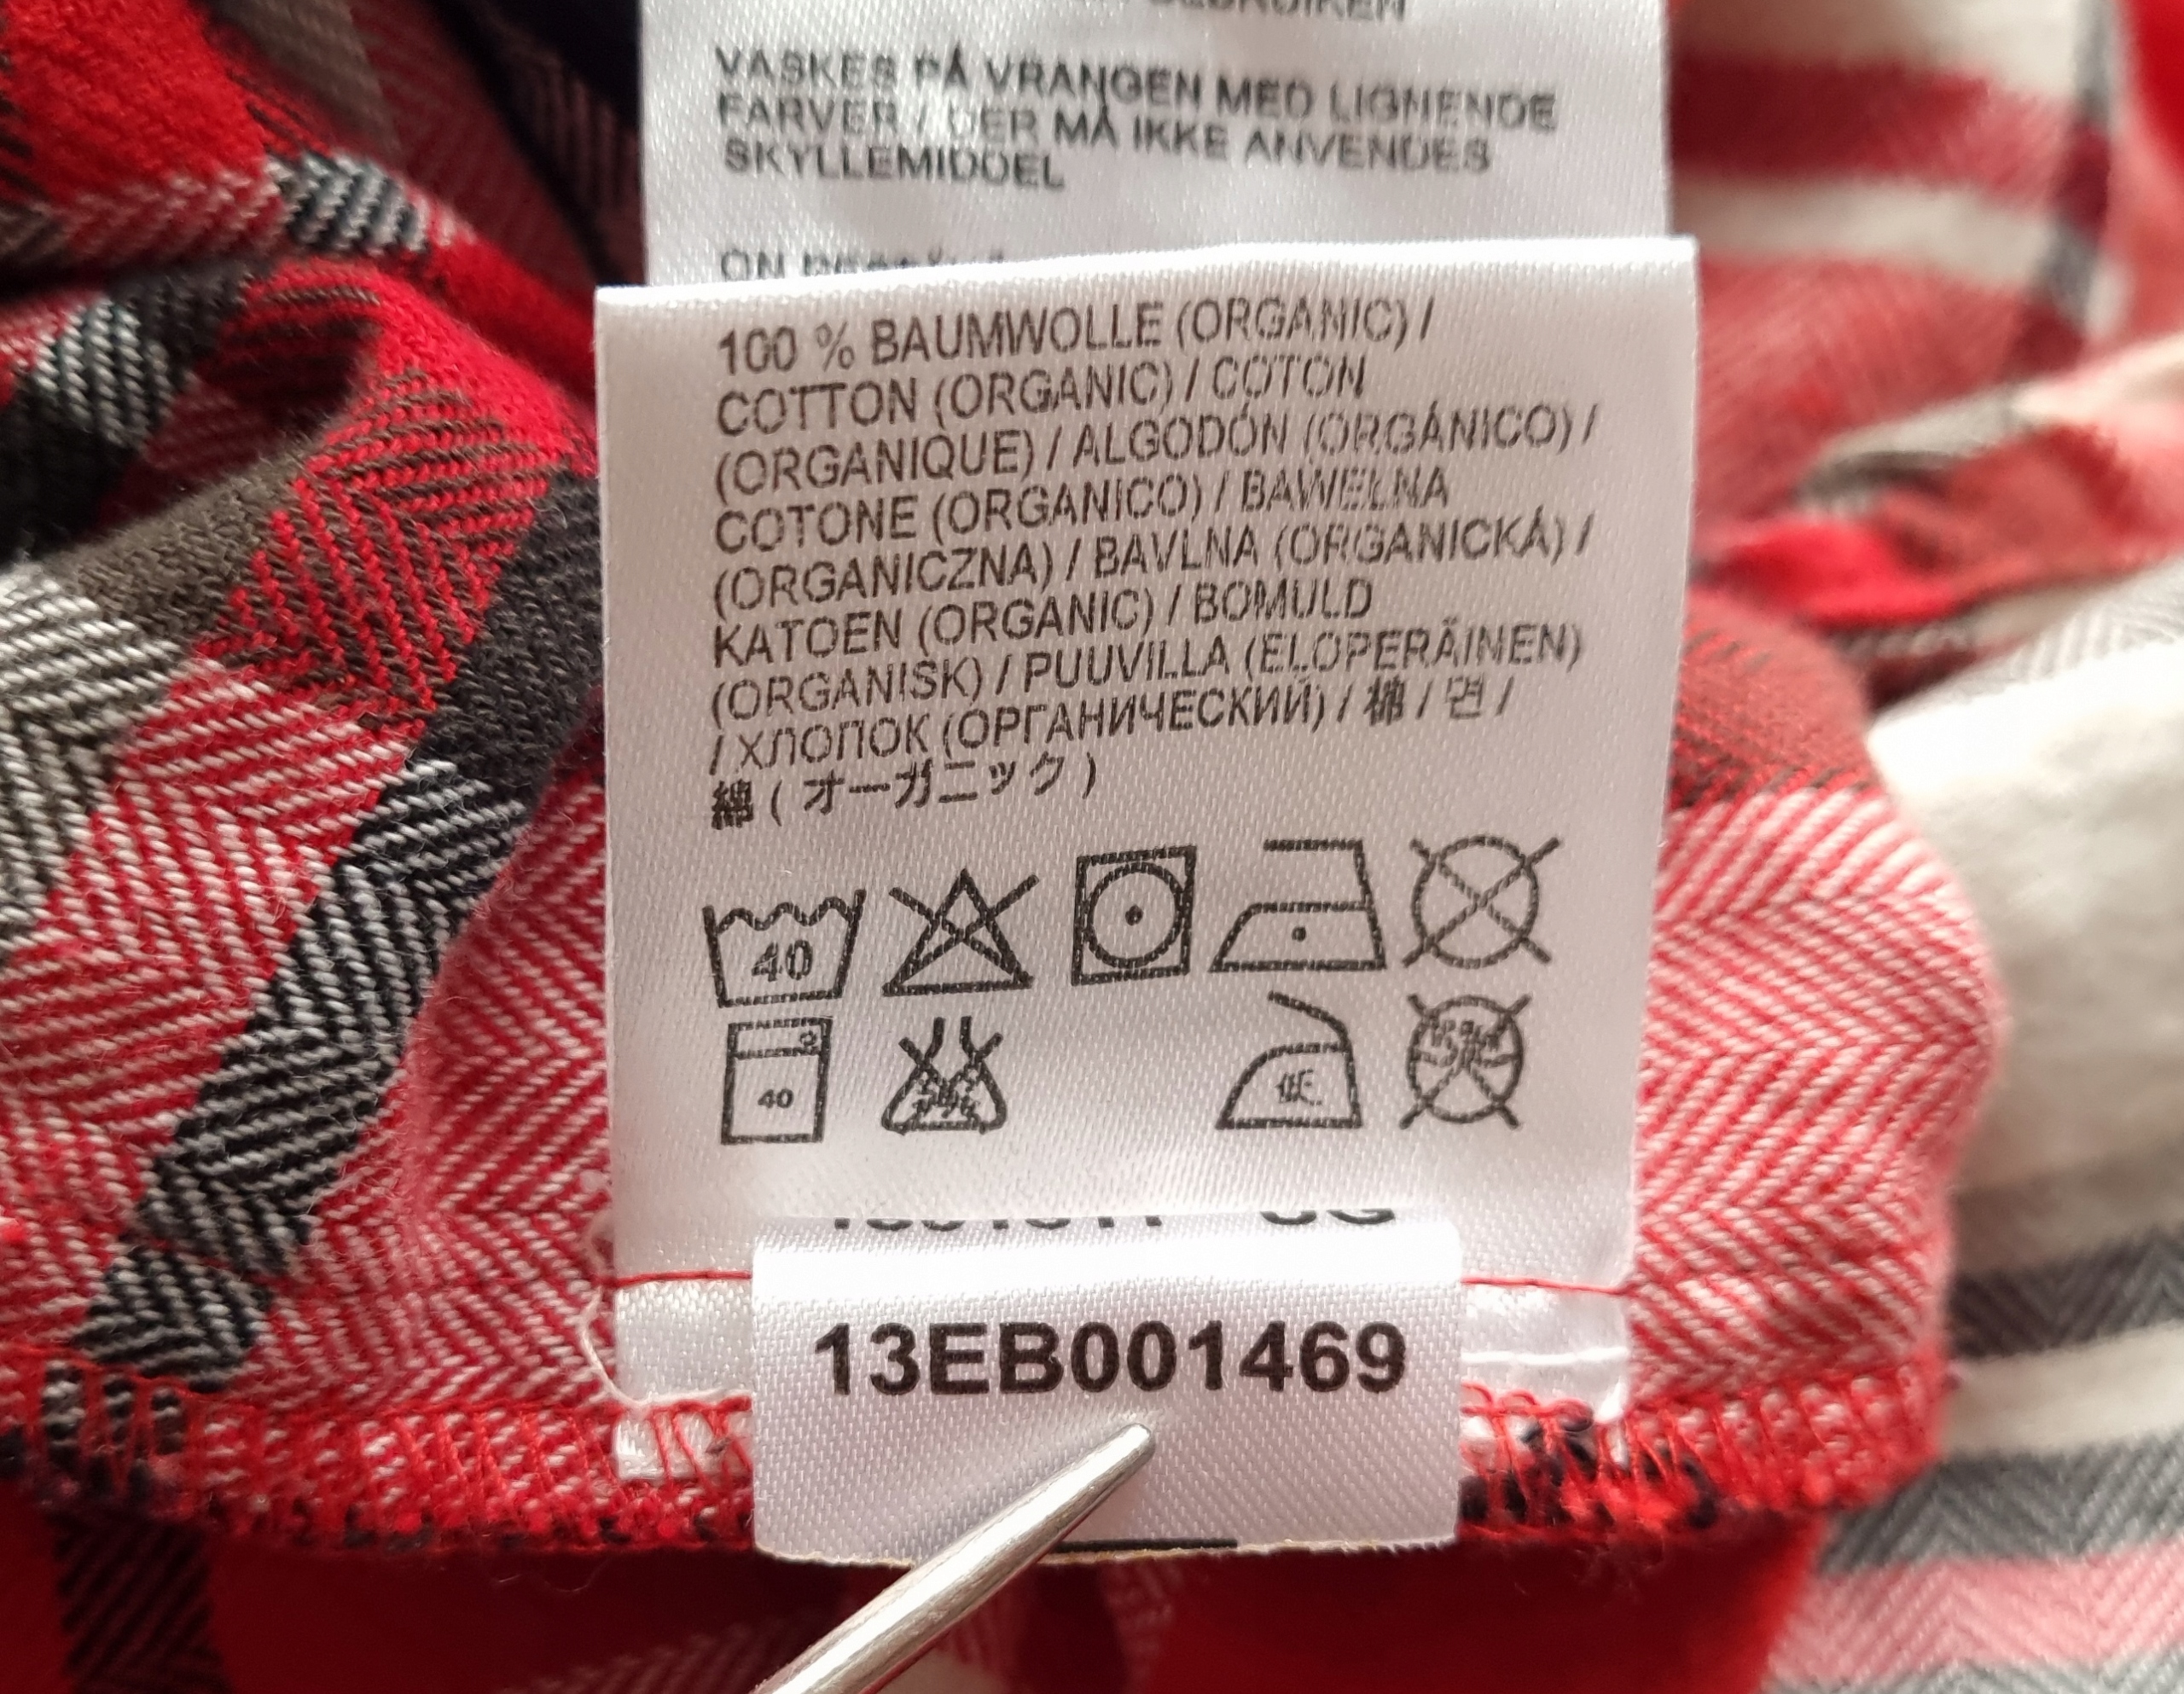 GEBRUIKEN
VASKES PÅ VRANGEN MED LIGNENDE
FARVER / DER MÅ IKKE ANVENDES
SKYLLEMIDDEL
100 % BAUMWOLLE (ORGANIC) /
COTTON (ORGANIC) / COTON
(ORGANIQUE) / ALGODÓN (ORGÁNICO) /
COTONE (ORGANICO) / BAWEŁNA
(ORGANICZNA) / BAVLNA (ORGANICKÁ) /
KATOEN (ORGANIC) / BOMULD
(ORGANISK) / PUUVILLA (ELOPERÄINEN)
/ ХЛОПОК (ОРГАНИЧЕСКИЙ) / 棉 / 면 /
綿 ( オーガニック )
40
40 低
13EB001469